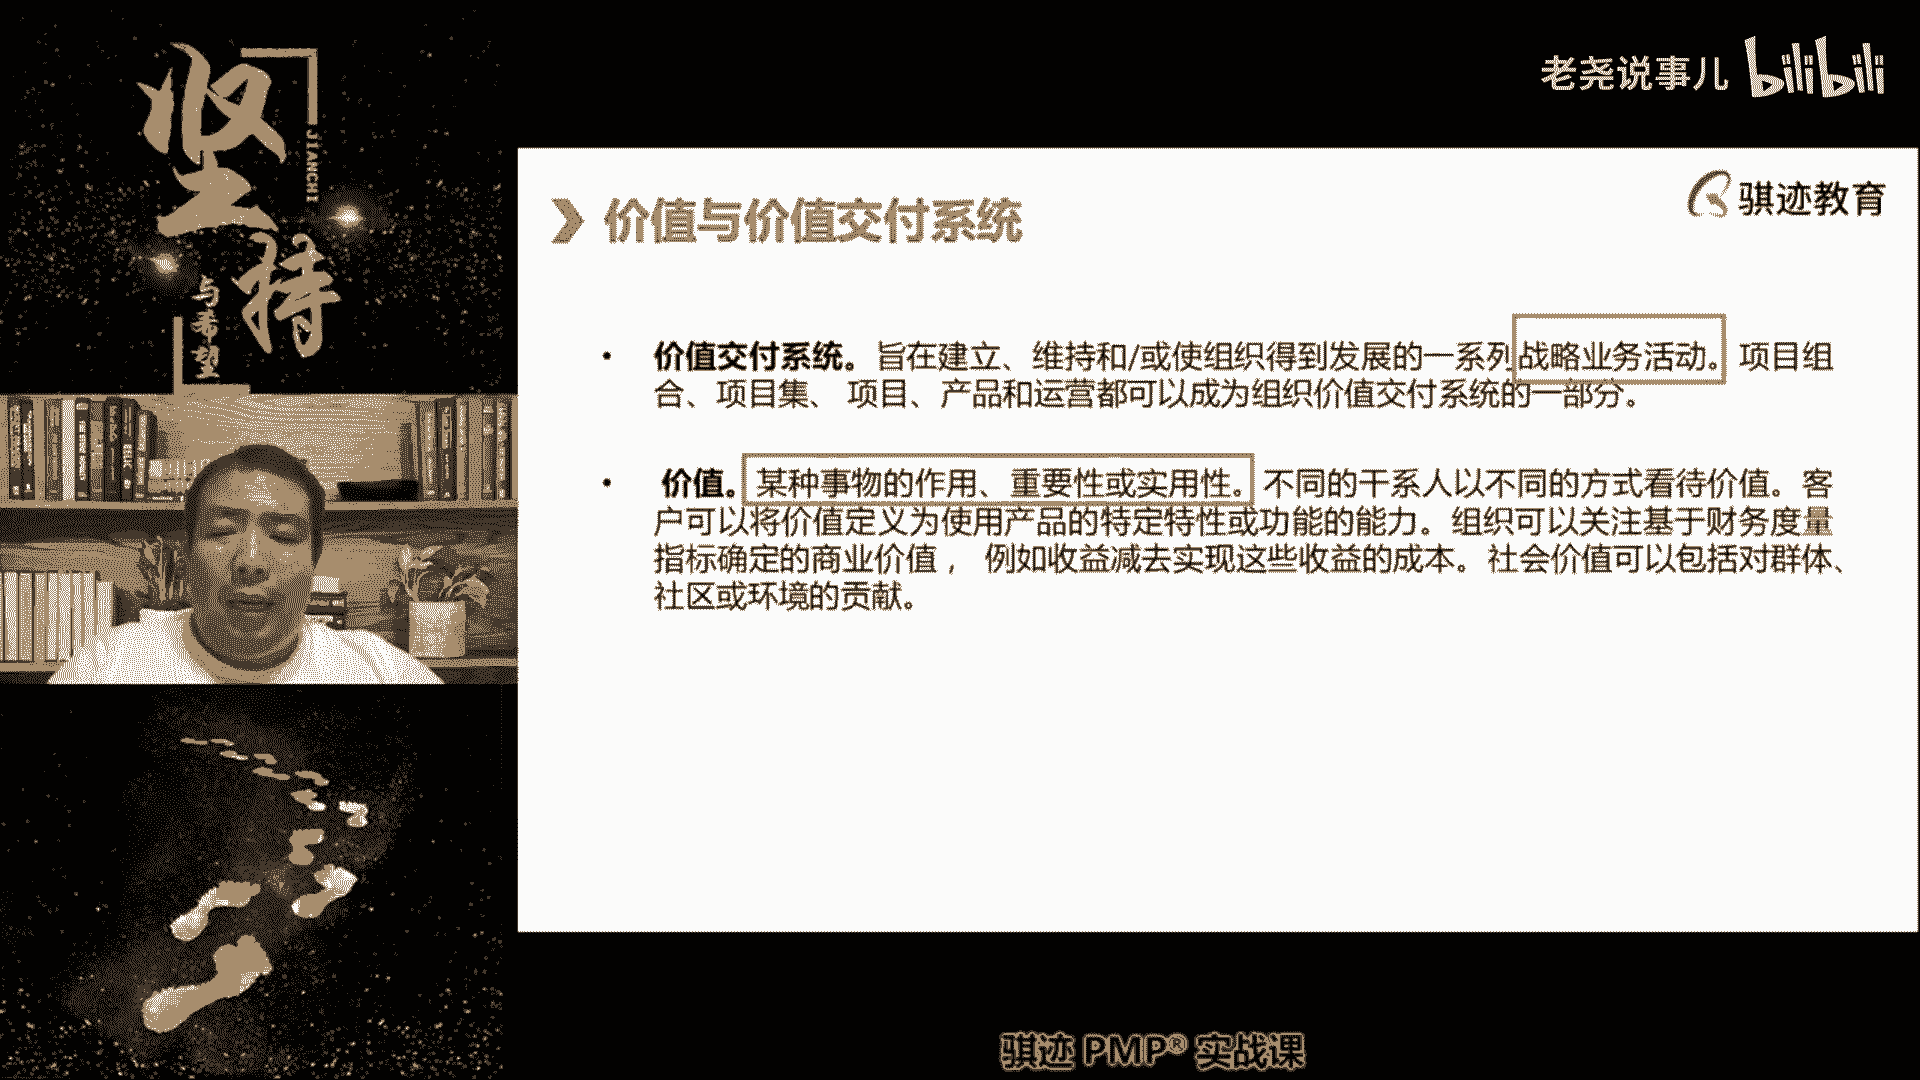 坚持
JIANCHI
与希望
老尧说事儿 bilibili
骐迹教育
价值与价值交付系统
• 价值交付系统。旨在建立、维持和/或使组织得到发展的一系列战略业务活动。项目组
合、项目集、 项目、产品和运营都可以成为组织价值交付系统的一部分。
• 价值。某种事物的作用、重要性或实用性。不同的干系人以不同的方式看待价值。客
户可以将价值定义为使用产品的特定特性或功能的能力。组织可以关注基于财务度量
指标确定的商业价值， 例如收益减去实现这些收益的成本。社会价值可以包括对群体、
社区或环境的贡献。
骐迹 PMP® 实战课